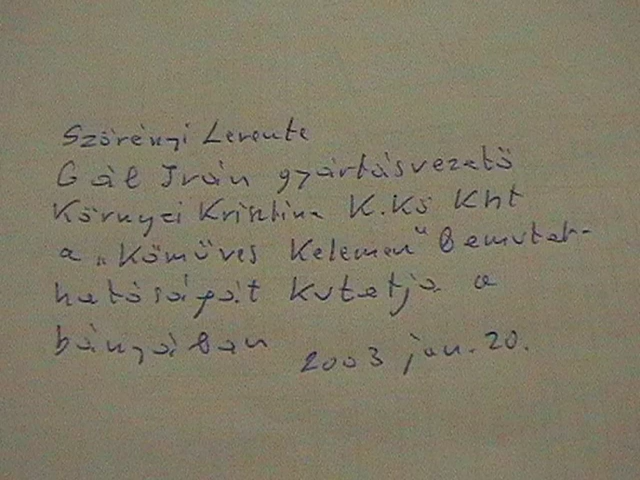 Szörényi Levente
Gál Iván gyártásvezető
Környei Krisztina K.Kő Kht
a „Kőműves Kelemen" bemutat-
hatóságát kutatja a
bányában 2003 jan. 20.